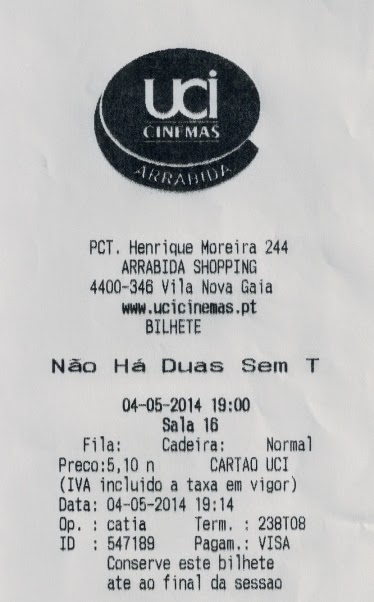 uci
CINEMAS
ARRABIDA
PCT. Henrique Moreira 244
ARRABIDA SHOPPING
4400-346 Vila Nova Gaia
www.ucicinemas.pt
BILHETE
Não Há Duas Sem T
04-05-2014 19:00
Sala 16
Fila: Cadeira: Normal
Preco:5,10 n CARTAO UCI
(IVA incluido a taxa em vigor)
Data: 04-05-2014 19:14
Op. : catia Term. : 238T08
ID : 547189 Pagam.: VISA
Conserve este bilhete
ate ao final da sessao